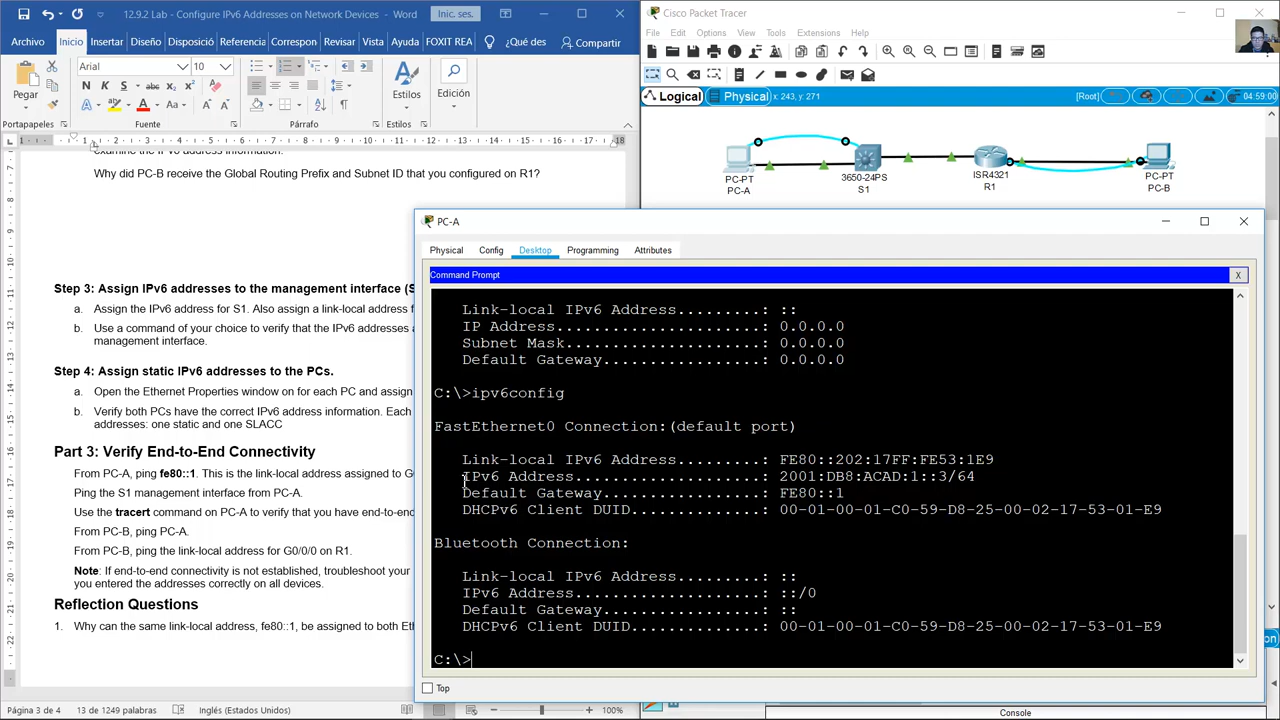 12.9.2 Lab - Configure IPv6 Addresses on Network Devices - Word
Inic. ses.
Archivo Inicio Insertar Diseño Disposición Referencias Correspon Revisar Vista Ayuda FOXIT REA ¿Qué des Compartir
Pegar
Arial 10
N K S abc
Estilos
Edición
Portapapeles Fuente Párrafo Estilos
Why did PC-B receive the Global Routing Prefix and Subnet ID that you configured on R1?
Step 3: Assign IPv6 addresses to the management interface (S
a. Assign the IPv6 address for S1. Also assign a link-local address f
b. Use a command of your choice to verify that the IPv6 addresses a
management interface.
Step 4: Assign static IPv6 addresses to the PCs.
a. Open the Ethernet Properties window on for each PC and assign
b. Verify both PCs have the correct IPv6 address information. Each
addresses: one static and one SLACC
Part 3: Verify End-to-End Connectivity
From PC-A, ping fe80::1. This is the link-local address assigned to G
Ping the S1 management interface from PC-A.
Use the tracert command on PC-A to verify that you have end-to-end
From PC-B, ping PC-A.
From PC-B, ping the link-local address for G0/0/0 on R1.
Note: If end-to-end connectivity is not established, troubleshoot your
you entered the addresses correctly on all devices.
Reflection Questions
1. Why can the same link-local address, fe80::1, be assigned to both Et
Página 3 de 4 13 de 1249 palabras Inglés (Estados Unidos) 100%
Cisco Packet Tracer
File Edit Options View Tools Extensions Help
Logical Physical x: 243, y: 271 [Root] 04:59:00
PC-PT
PC-A
3650-24PS
S1
ISR4321
R1
PC-PT
PC-B
PC-A
Physical Config Desktop Programming Attributes
Command Prompt X
Link-local IPv6 Address.........: ::
IP Address......................: 0.0.0.0
Subnet Mask.....................: 0.0.0.0
Default Gateway.................: 0.0.0.0
C:\>ipv6config
FastEthernet0 Connection:(default port)
Link-local IPv6 Address.........: FE80::202:17FF:FE53:1E9
IPv6 Address....................: 2001:DB8:ACAD:1::3/64
Default Gateway.................: FE80::1
DHCPv6 Client DUID..............: 00-01-00-01-C0-59-D8-25-00-02-17-53-01-E9
Bluetooth Connection:
Link-local IPv6 Address.........: ::
IPv6 Address....................: ::/0
Default Gateway.................: ::
DHCPv6 Client DUID..............: 00-01-00-01-C0-59-D8-25-00-02-17-53-01-E9
C:\>
Top
Console